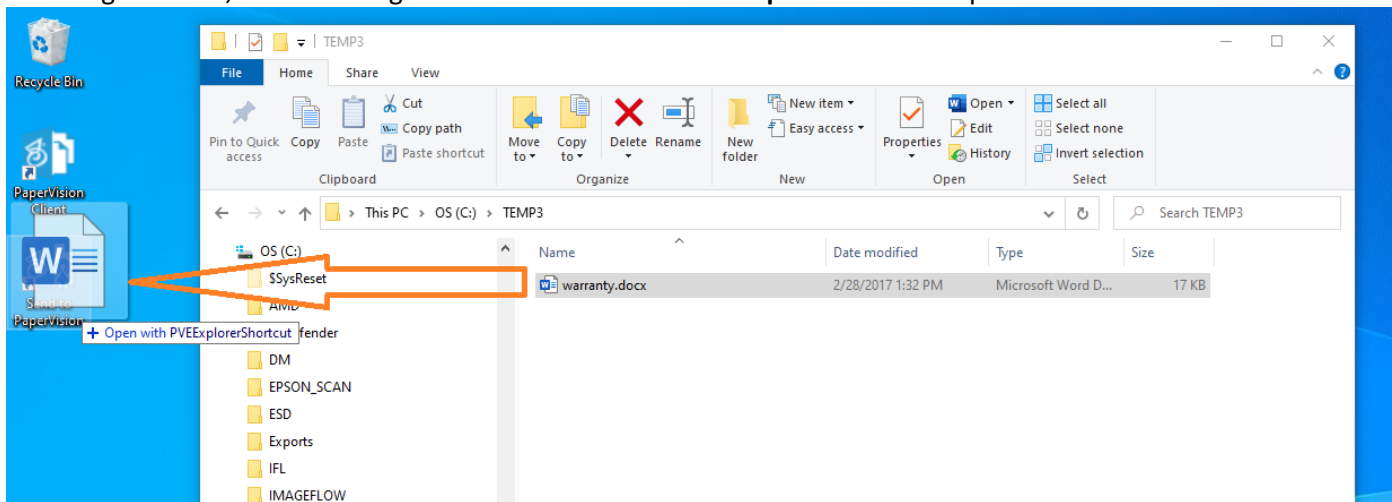 TEMP3
Recycle Bin
File Home Share View
Pin to Quick access
Copy
Paste
Cut
Copy path
Paste shortcut
Clipboard
Move to
Copy to
Delete
Rename
Organize
New folder
New item
Easy access
New
Properties
Open
Edit
History
Open
Select all
Select none
Invert selection
Select
PaperVision
Client
This PC > OS (C:) > TEMP3
Search TEMP3
OS (C:)
$SysReset
AMD
fender
DM
EPSON_SCAN
ESD
Exports
IFL
IMAGEFLOW
Name Date modified Type Size
warranty.docx 2/28/2017 1:32 PM Microsoft Word D... 17 KB
Send to
PaperVision
+ Open with PVEExplorerShortcut